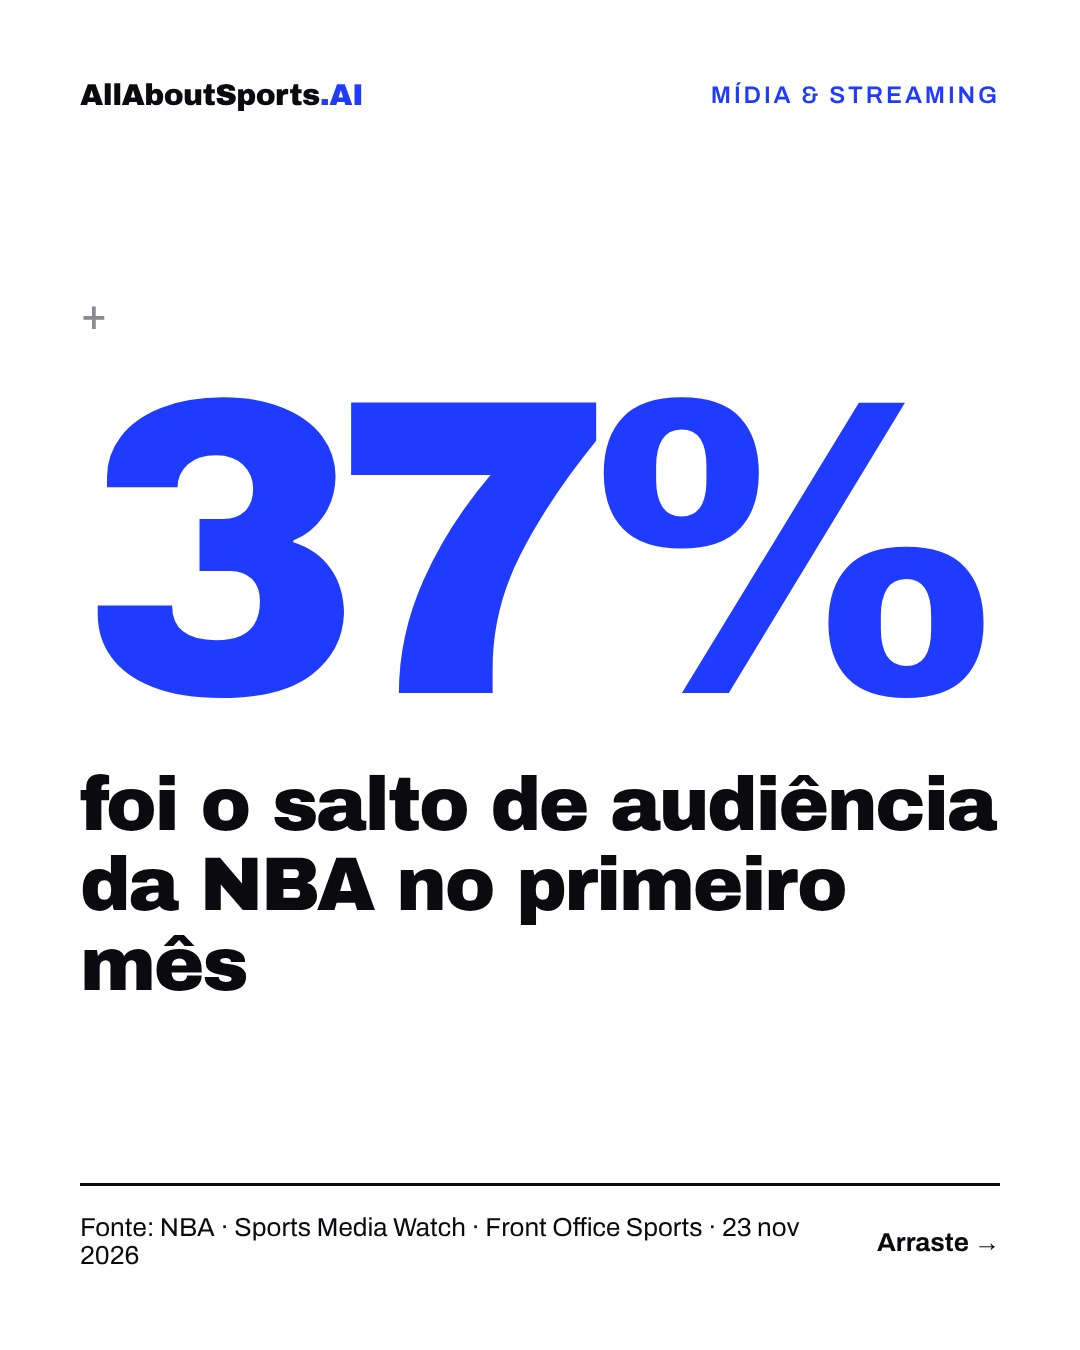 AllAboutSports.AI
MÍDIA & STREAMING
+
37%
foi o salto de audiência
da NBA no primeiro
mês
Fonte: NBA · Sports Media Watch · Front Office Sports · 23 nov
2026
Arraste →